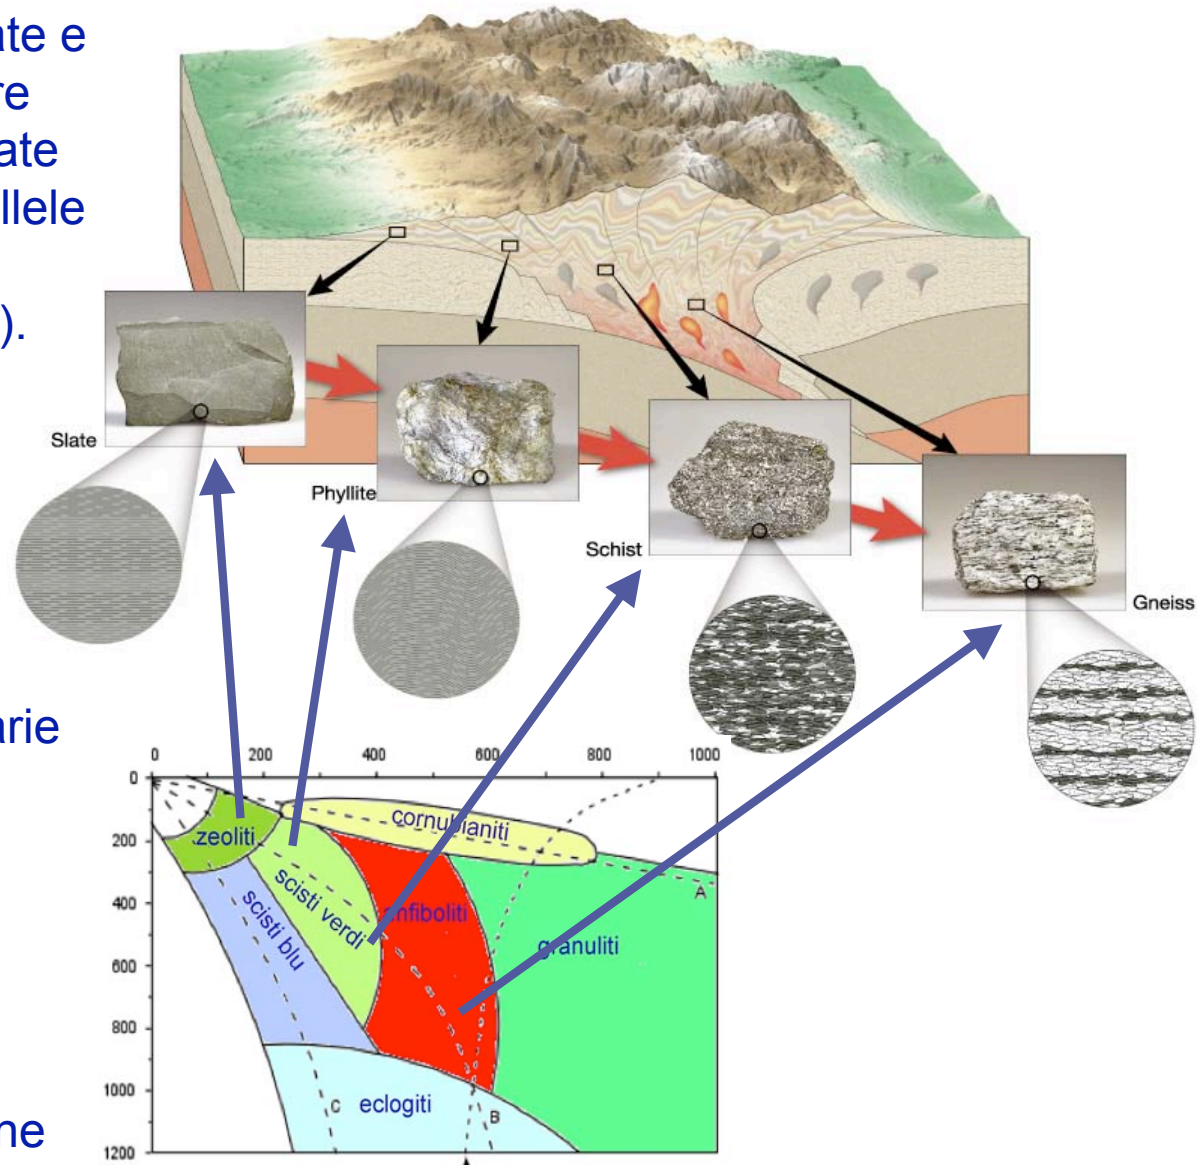 ate e
re
ate
llele
).
Slate
Phyllite
Schist
Gneiss
arie
0 200 400 600 800 1000
0
200
400
600
800
1000
1200
zeoliti
cornubianiti
scisti verdi
scisti blu
anfiboliti
granuliti
eclogiti
A
B
C
ne